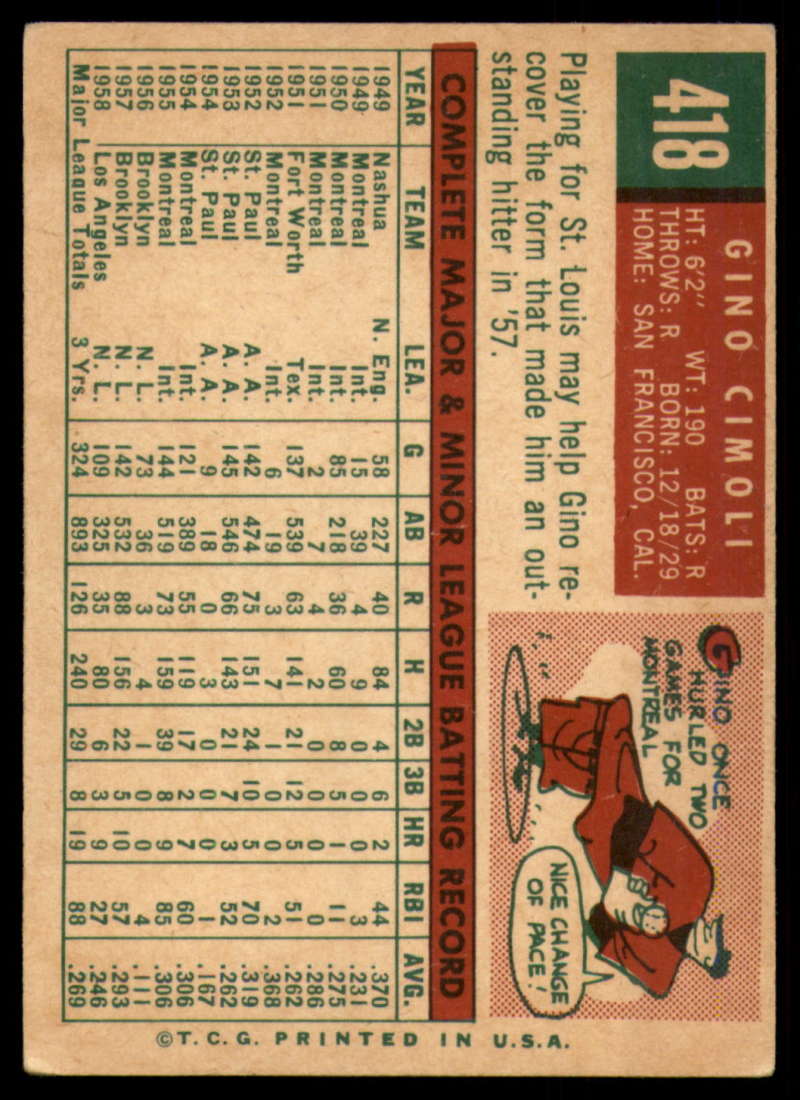 418
GINO CIMOLI
HT: 6'2" WT: 190 BATS: R
THROWS: R BORN: 12/18/29
HOME: SAN FRANCISCO, CAL.
Playing for St. Louis may help Gino re-
cover the form that made him an out-
standing hitter in '57.
GINO ONCE
HURLED TWO
GAMES FOR
MONTREAL
NICE CHANGE
OF PACE!
COMPLETE MAJOR & MINOR LEAGUE BATTING RECORD
YEAR TEAM LEA. G AB R H 2B 3B HR RBI AVG.
1949 Nashua N. Eng. 58 227 40 84 4 6 2 44 .370
1949 Montreal Int. 15 39 4 9 0 0 0 3 .231
1950 Montreal Int. 85 218 36 60 8 5 1 11 .275
1951 Montreal Int. 2 7 4 2 0 0 0 0 .286
1951 Fort Worth Tex. 137 539 63 141 21 12 5 51 .262
1952 Montreal Int. 6 19 3 7 1 0 0 2 .368
1952 St. Paul A. A. 142 474 75 151 24 10 5 70 .319
1953 St. Paul A. A. 145 546 66 143 21 7 3 52 .262
1954 St. Paul A. A. 9 18 0 3 0 0 0 1 .167
1954 Montreal Int. 121 389 55 119 17 2 7 60 .306
1955 Montreal Int. 144 519 73 159 39 8 9 85 .306
1956 Brooklyn N. L. 73 36 3 4 1 0 0 4 .111
1957 Brooklyn N. L. 142 532 88 156 22 5 10 57 .293
1958 Los Angeles N. L. 109 325 35 80 6 3 9 27 .246
Major League Totals 3 Yrs. 324 893 126 240 29 8 19 88 .269
©T.C.G. PRINTED IN U.S.A.